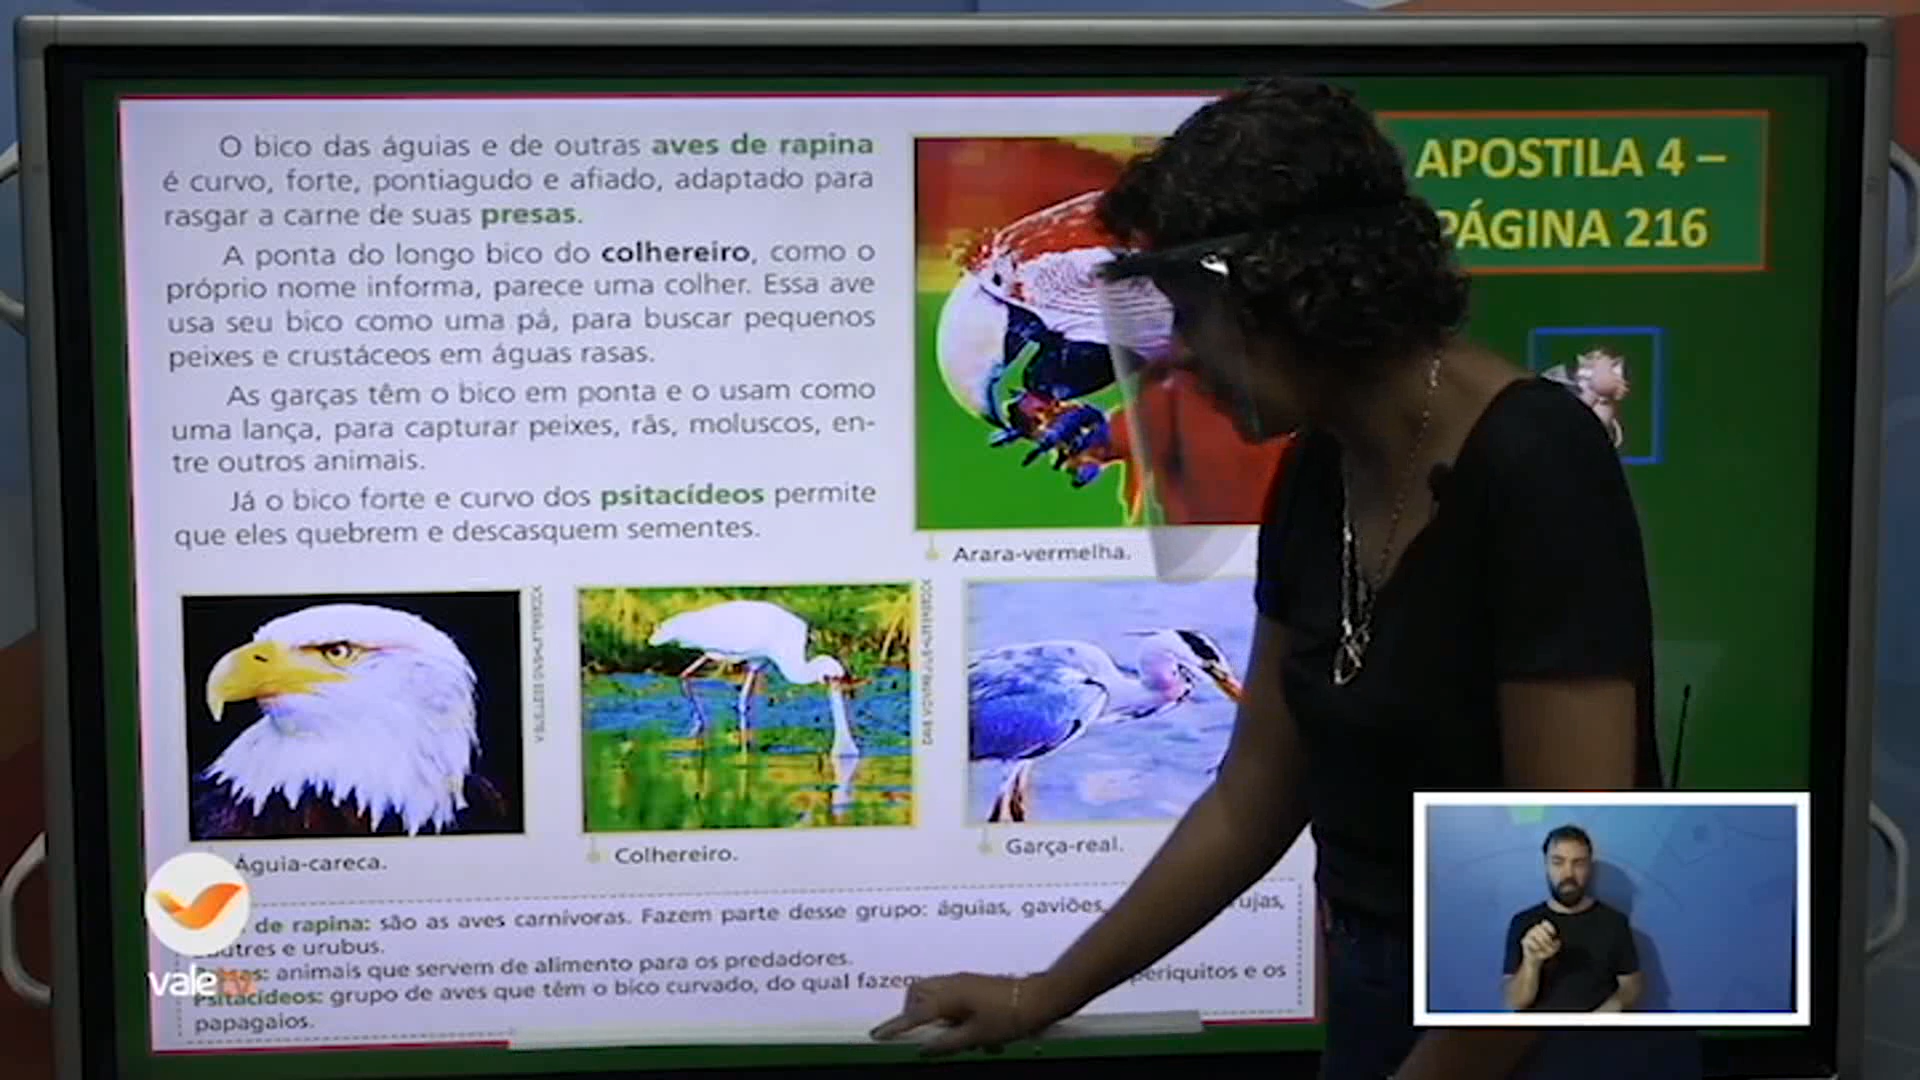 O bico das águias e de outras aves de rapina
é curvo, forte, pontiagudo e afiado, adaptado para
rasgar a carne de suas presas.
A ponta do longo bico do colhereiro, como o
próprio nome informa, parece uma colher. Essa ave
usa seu bico como uma pá, para buscar pequenos
peixes e crustáceos em águas rasas.
As garças têm o bico em ponta e o usam como
uma lança, para capturar peixes, rãs, moluscos, en-
tre outros animais.
Já o bico forte e curvo dos psitacídeos permite
que eles quebrem e descasquem sementes.
APOSTILA 4 –
PÁGINA 216
Arara-vermelha.
Águia-careca.
Colhereiro.
Garça-real.
de rapina: são as aves carnívoras. Fazem parte desse grupo: águias, gaviões,
e urubus.
animais que servem de alimento para os predadores.
Psitacídeos: grupo de aves que têm o bico curvado, do qual periquitos e os
papagaios.
vale tv